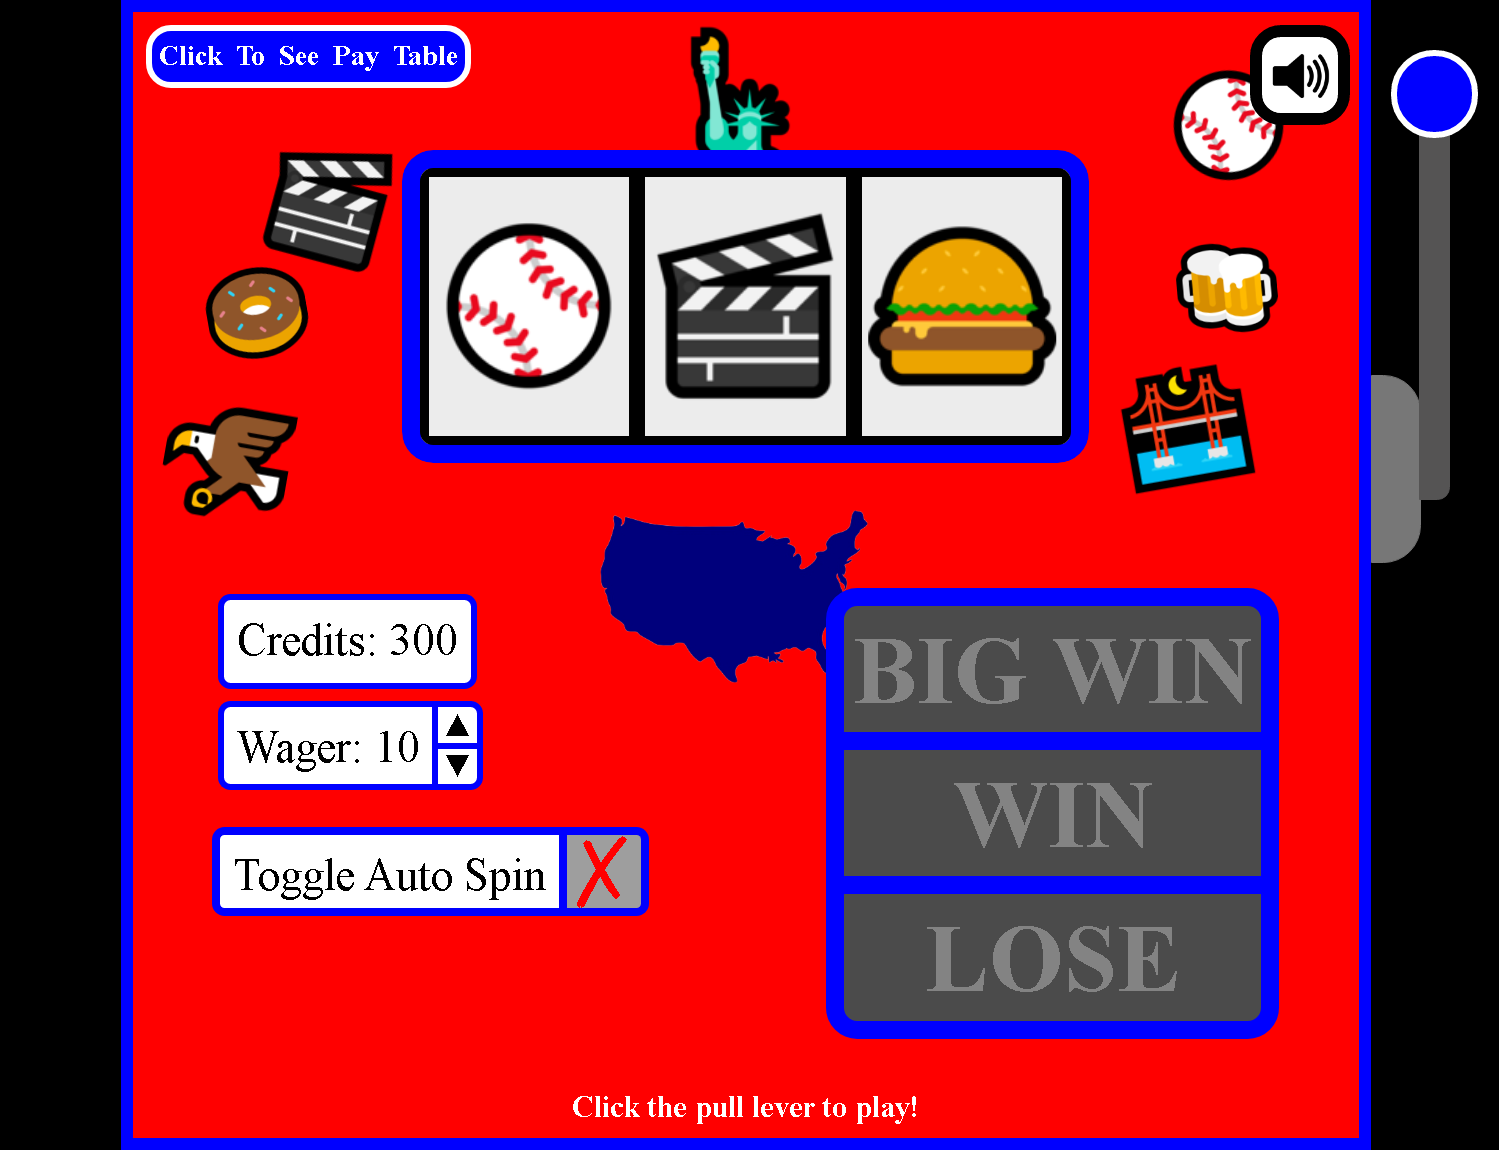 Click To See Pay Table
Credits: 300
Wager: 10
Toggle Auto Spin
BIG WIN
WIN
LOSE
Click the pull lever to play!